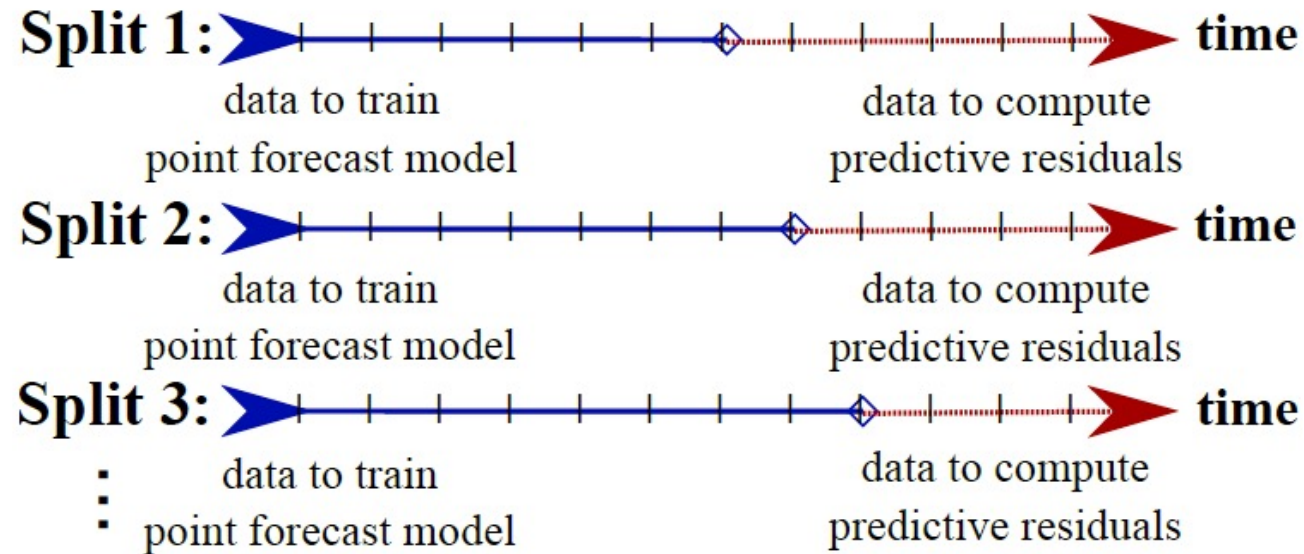 Split 1:
time
data to train
point forecast model
data to compute
predictive residuals
Split 2:
time
data to train
point forecast model
data to compute
predictive residuals
Split 3:
time
data to train
point forecast model
data to compute
predictive residuals